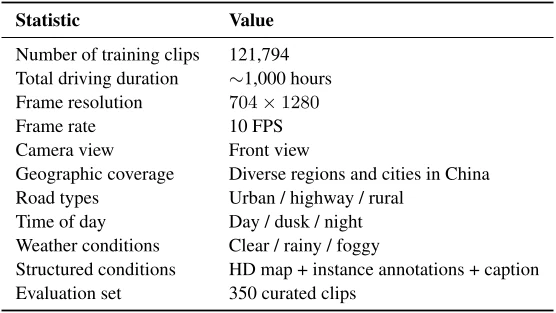 Statistic Value
Number of training clips 121,794
Total driving duration ∼1,000 hours
Frame resolution 704 × 1280
Frame rate 10 FPS
Camera view Front view
Geographic coverage Diverse regions and cities in China
Road types Urban / highway / rural
Time of day Day / dusk / night
Weather conditions Clear / rainy / foggy
Structured conditions HD map + instance annotations + caption
Evaluation set 350 curated clips